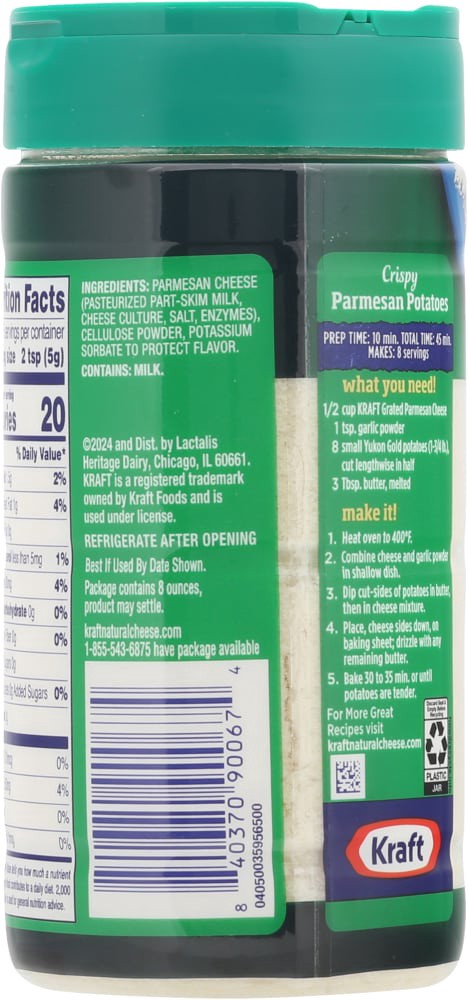 tion Facts
servings per container
size 2 tsp (5g)
20
% Daily Value*
2%
4%
less than 5mg 1%
4%
0g 0%
0%
Added Sugars 0%
0%
4%
0%
0%
INGREDIENTS: PARMESAN CHEESE
(PASTEURIZED PART-SKIM MILK,
CHEESE CULTURE, SALT, ENZYMES),
CELLULOSE POWDER, POTASSIUM
SORBATE TO PROTECT FLAVOR.
CONTAINS: MILK.
©2024 and Dist. by Lactalis
Heritage Dairy, Chicago, IL 60661.
KRAFT is a registered trademark
owned by Kraft Foods and is
used under license.
REFRIGERATE AFTER OPENING
Best If Used By Date Shown.
Package contains 8 ounces,
product may settle.
kraftnaturalcheese.com
1-855-543-6875 have package available
8 40370 90067 4
04050035956500
Crispy
Parmesan Potatoes
PREP TIME: 10 min. TOTAL TIME: 45 min.
MAKES: 8 servings
what you need!
1/2 cup KRAFT Grated Parmesan Cheese
1 tsp. garlic powder
8 small Yukon Gold potatoes (1-3/4 lb.),
cut lengthwise in half
3 Tbsp. butter, melted
make it!
1. Heat oven to 400°F.
2. Combine cheese and garlic powder
in shallow dish.
3. Dip cut-sides of potatoes in butter,
then in cheese mixture.
4. Place, cheese sides down, on
baking sheet; drizzle with any
remaining butter.
5. Bake 30 to 35 min. or until
potatoes are tender.
For More Great
Recipes visit
kraftnaturalcheese.com
PLASTIC
JAR
Kraft